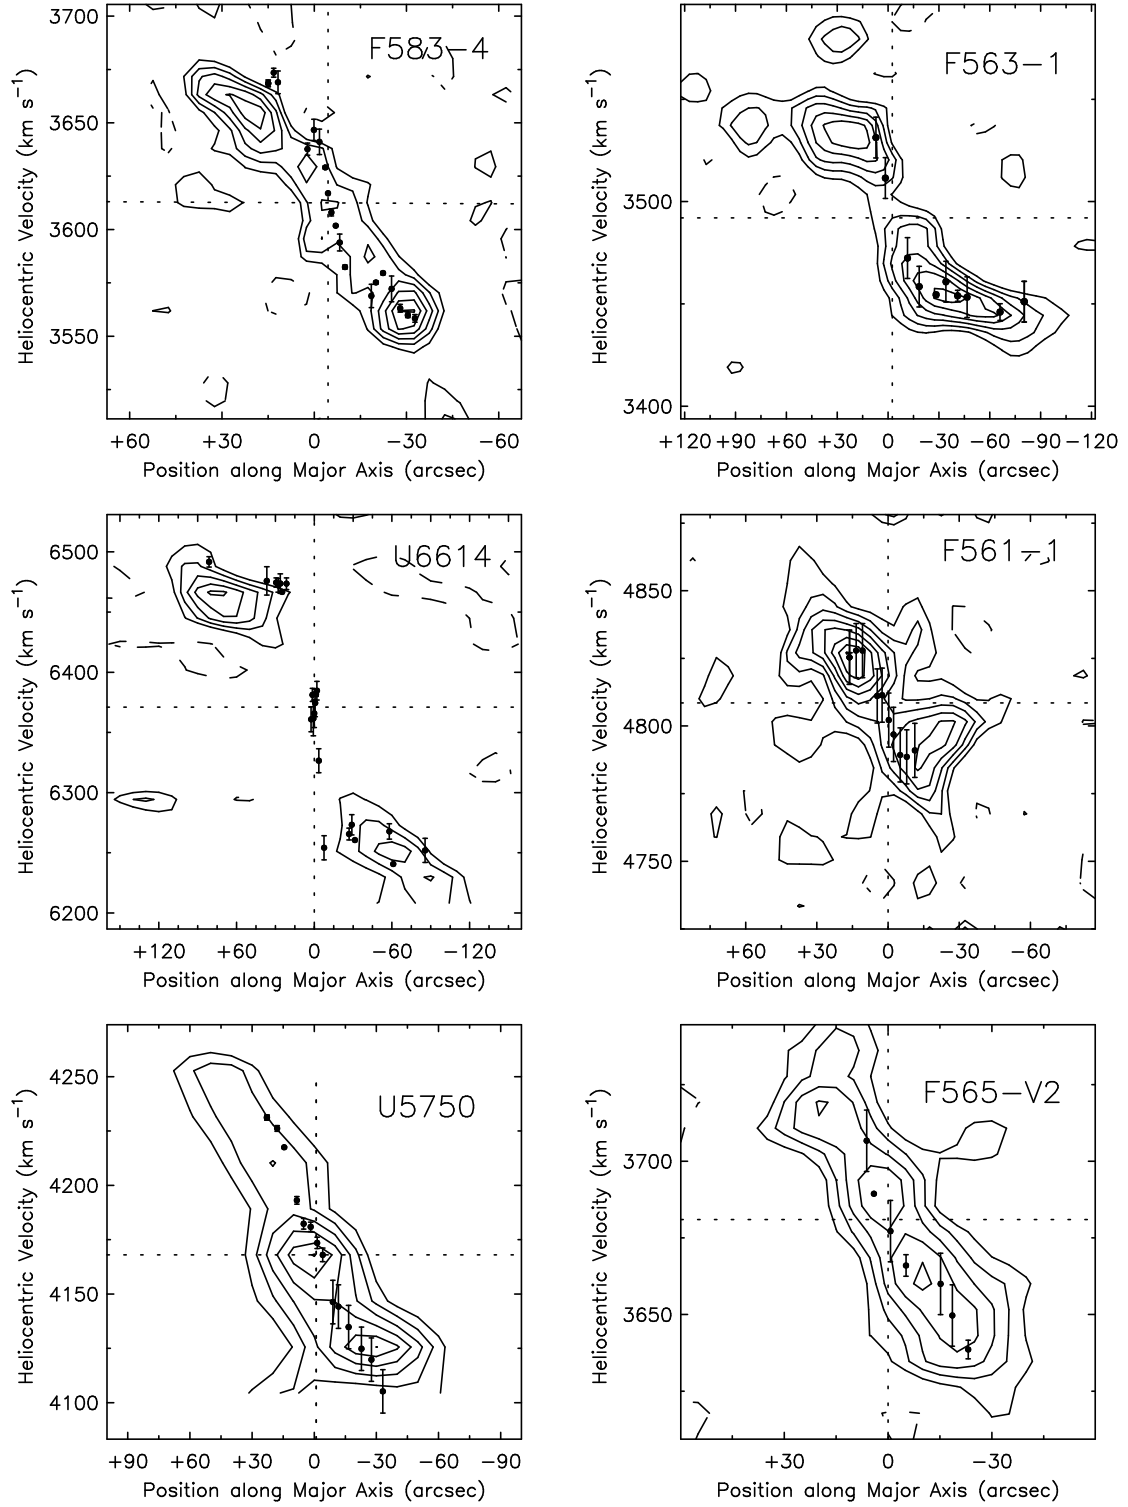 3700
3650
3600
3550
Heliocentric Velocity (km s⁻¹)
F583-4
+60 +30 0 -30 -60
Position along Major Axis (arcsec)
3500
3400
Heliocentric Velocity (km s⁻¹)
F563-1
+120 +90 +60 +30 0 -30 -60 -90 -120
Position along Major Axis (arcsec)
6500
6400
6300
6200
Heliocentric Velocity (km s⁻¹)
U6614
+120 +60 0 -60 -120
Position along Major Axis (arcsec)
4850
4800
4750
Heliocentric Velocity (km s⁻¹)
F561-1
+60 +30 0 -30 -60
Position along Major Axis (arcsec)
4250
4200
4150
4100
Heliocentric Velocity (km s⁻¹)
U5750
+90 +60 +30 0 -30 -60 -90
Position along Major Axis (arcsec)
3700
3650
Heliocentric Velocity (km s⁻¹)
F565-V2
+30 0 -30
Position along Major Axis (arcsec)